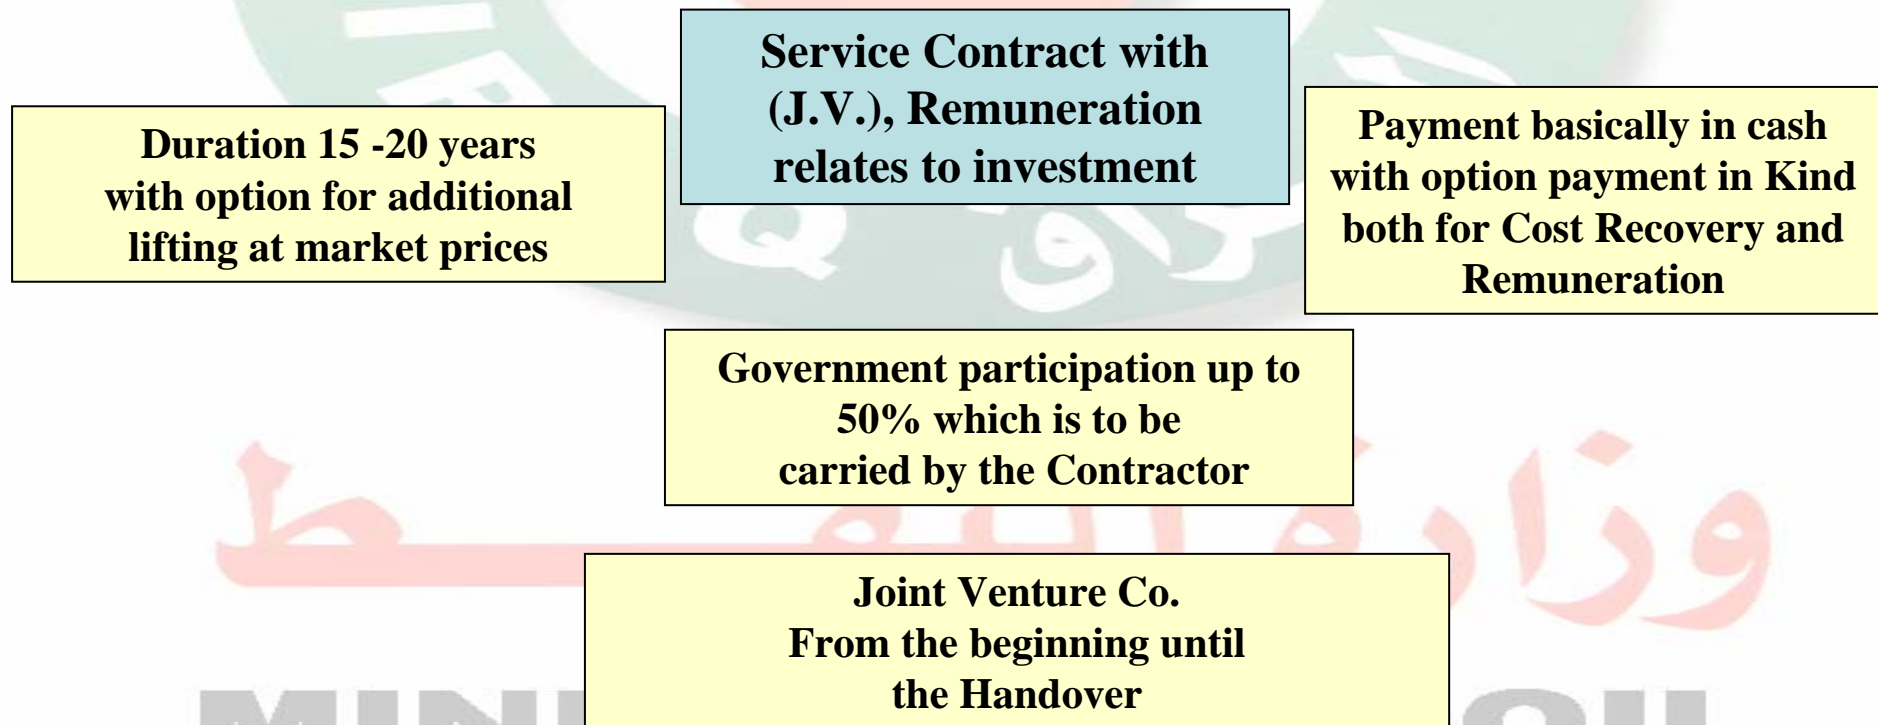 Service Contract with
(J.V.), Remuneration
relates to investment
Duration 15 -20 years
with option for additional
lifting at market prices
Payment basically in cash
with option payment in Kind
both for Cost Recovery and
Remuneration
Government participation up to
50% which is to be
carried by the Contractor
Joint Venture Co.
From the beginning until
the Handover
وزارة النفـــط